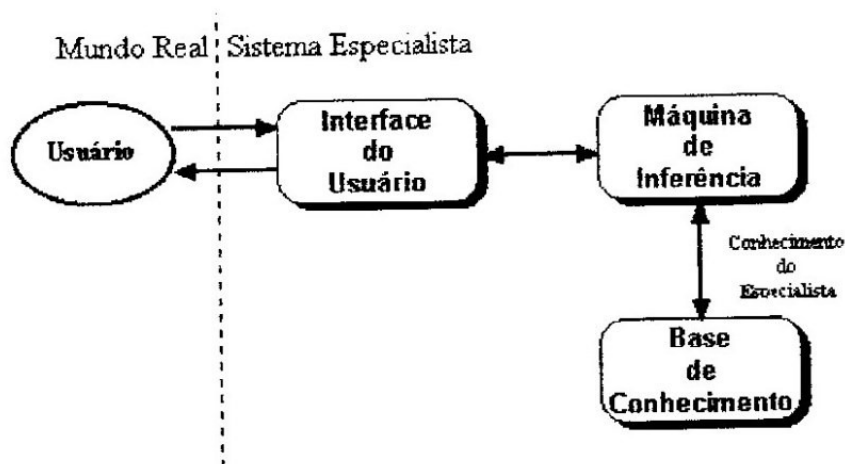 Mundo Real Sistema Especialista
Usuário
Interface
do
Usuário
Máquina
de
Inferência
Conhecimento
do
Especialista
Base
de
Conhecimento